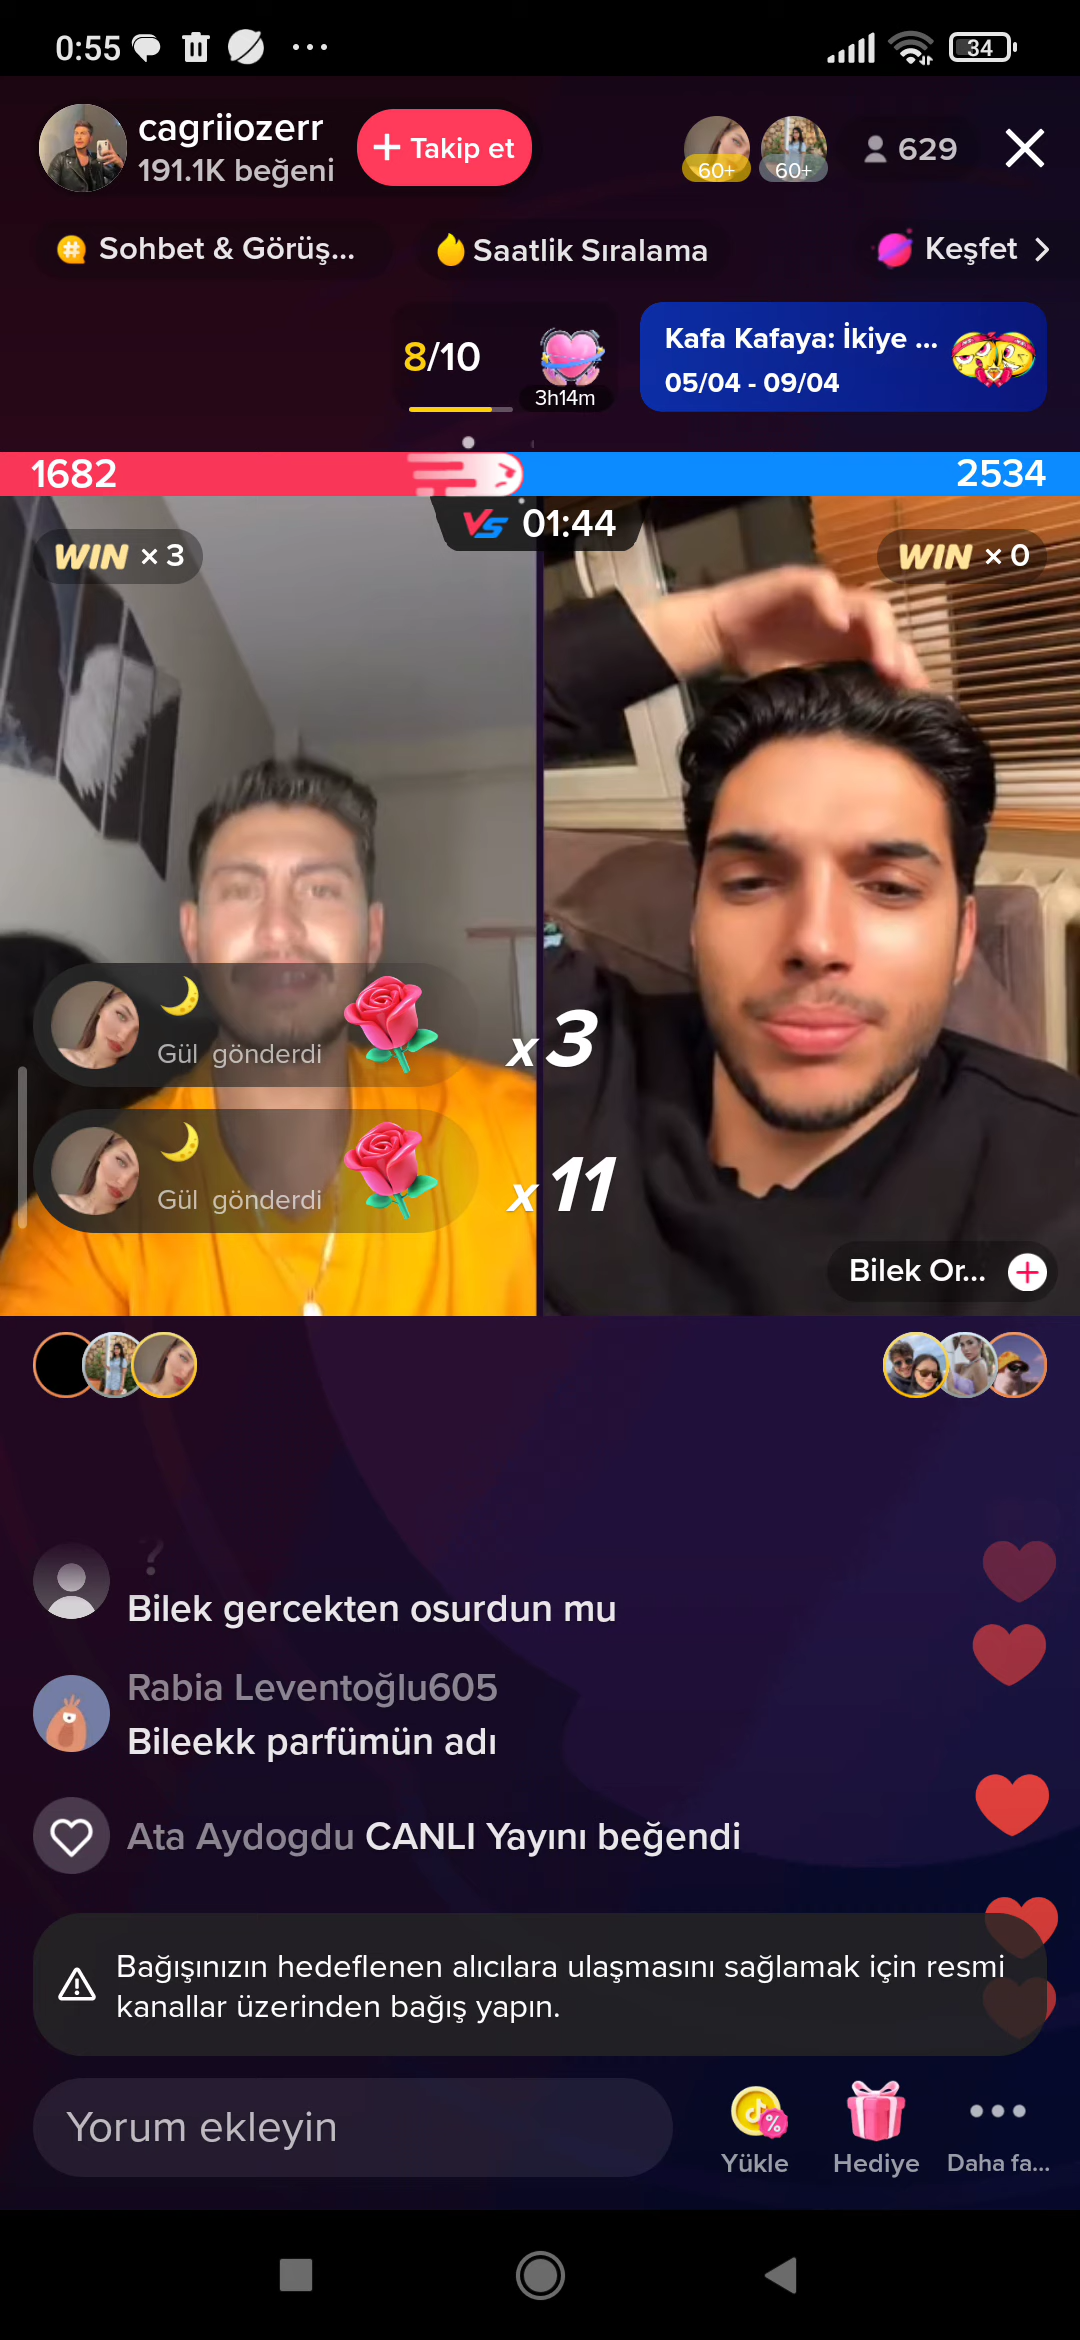 0:55
34
cagriiozerr
191.1K beğeni
+ Takip et
60+
60+
629
Sohbet & Görüş...
Saatlik Sıralama
Keşfet
8/10
3h14m
Kafa Kafaya: İkiye ...
05/04 - 09/04
1682
2534
VS 01:44
WIN × 3
WIN × 0
Gül gönderdi
x3
Gül gönderdi
x11
Bilek Or...
?
Bilek gercekten osurdun mu
Rabia Leventoğlu605
Bileekk parfümün adı
Ata Aydogdu CANLI Yayını beğendi
Bağışınızın hedeflenen alıcılara ulaşmasını sağlamak için resmi
kanallar üzerinden bağış yapın.
Yorum ekleyin
%
Yükle
Hediye
Daha fa...